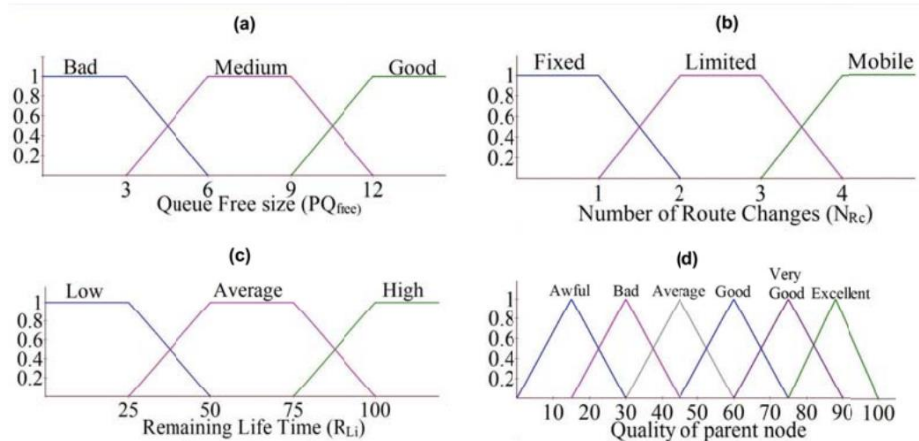 (a)
Bad Medium Good
1
0.8
0.6
0.4
0.2
3 6 9 12
Queue Free size (PQfree)
(b)
Fixed Limited Mobile
1
0.8
0.6
0.4
0.2
1 2 3 4
Number of Route Changes (NRc)
(c)
Low Average High
1
0.8
0.6
0.4
0.2
25 50 75 100
Remaining Life Time (RLi)
(d)
Awful Bad Average Good Very Good Excellent
1
0.8
0.6
0.4
0.2
10 20 30 40 50 60 70 80 90 100
Quality of parent node